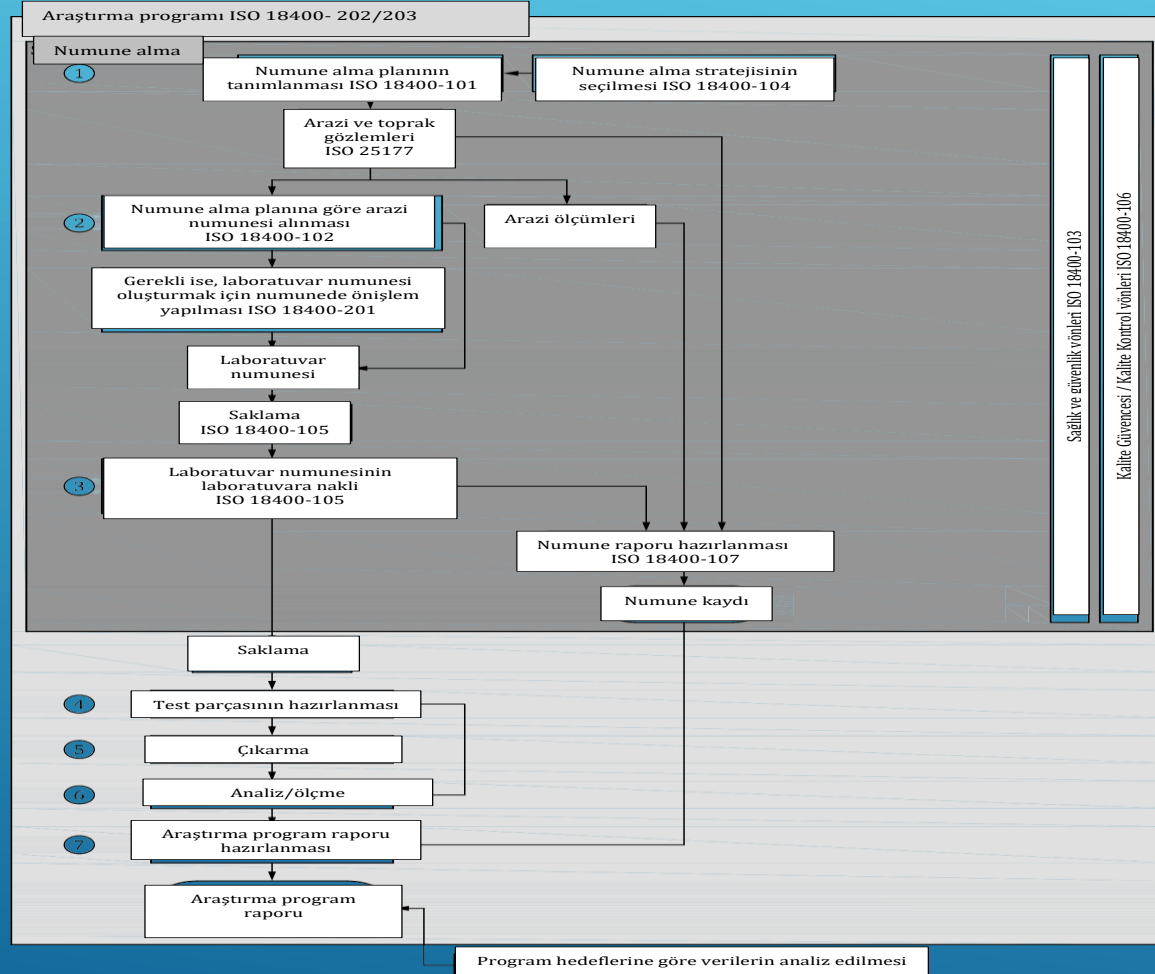 Araştırma programı ISO 18400- 202/203
Numune alma
1
Numune alma planının
tanımlanması ISO 18400-101
Numune alma stratejisinin
seçilmesi ISO 18400-104
Arazi ve toprak
gözlemleri
ISO 25177
2
Numune alma planına göre arazi
numunesi alınması
ISO 18400-102
Arazi ölçümleri
Gerekli ise, laboratuvar numunesi
oluşturmak için numunede önişlem
yapılması ISO 18400-201
Laboratuvar
numunesi
Saklama
ISO 18400-105
3
Laboratuvar numunesinin
laboratuvara nakli
ISO 18400-105
Numune raporu hazırlanması
ISO 18400-107
Numune kaydı
Sağlık ve güvenlik yönleri ISO 18400-103
Kalite Güvencesi / Kalite Kontrol yönleri ISO 18400-106
Saklama
4
Test parçasının hazırlanması
5
Çıkarma
6
Analiz/ölçme
7
Araştırma program raporu
hazırlanması
Araştırma program
raporu
Program hedeflerine göre verilerin analiz edilmesi